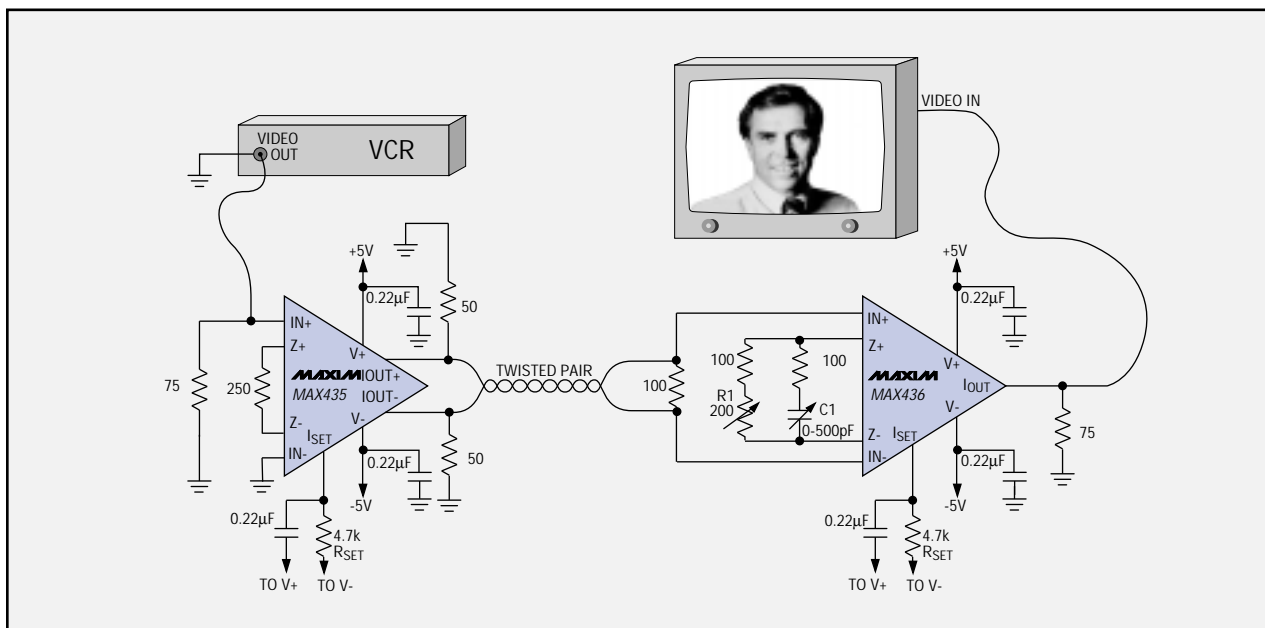 VIDEO IN
VIDEO
OUT
VCR
+5V
0.22µF
50
IN+
Z+
V+
75
250
MAXIM
MAX435
IOUT+
IOUT-
Z-
V-
ISET
IN-
0.22µF
50
-5V
0.22µF
4.7k
RSET
TO V+
TO V-
TWISTED PAIR
100
+5V
0.22µF
IN+
Z+
V+
100
100
R1
200
C1
0-500pF
MAXIM
MAX436
IOUT
V-
Z-
ISET
IN-
75
0.22µF
-5V
0.22µF
4.7k
RSET
TO V+
TO V-